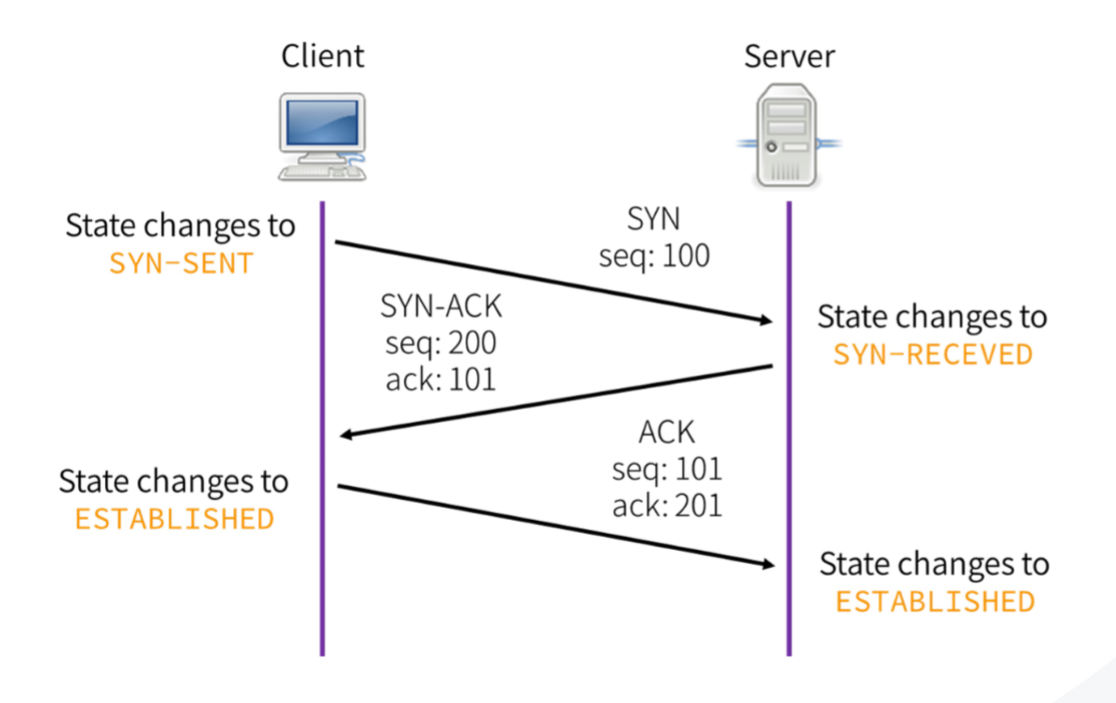 Client
Server
State changes to
SYN-SENT
SYN
seq: 100
SYN-ACK
seq: 200
ack: 101
State changes to
SYN-RECEVED
ACK
seq: 101
ack: 201
State changes to
ESTABLISHED
State changes to
ESTABLISHED